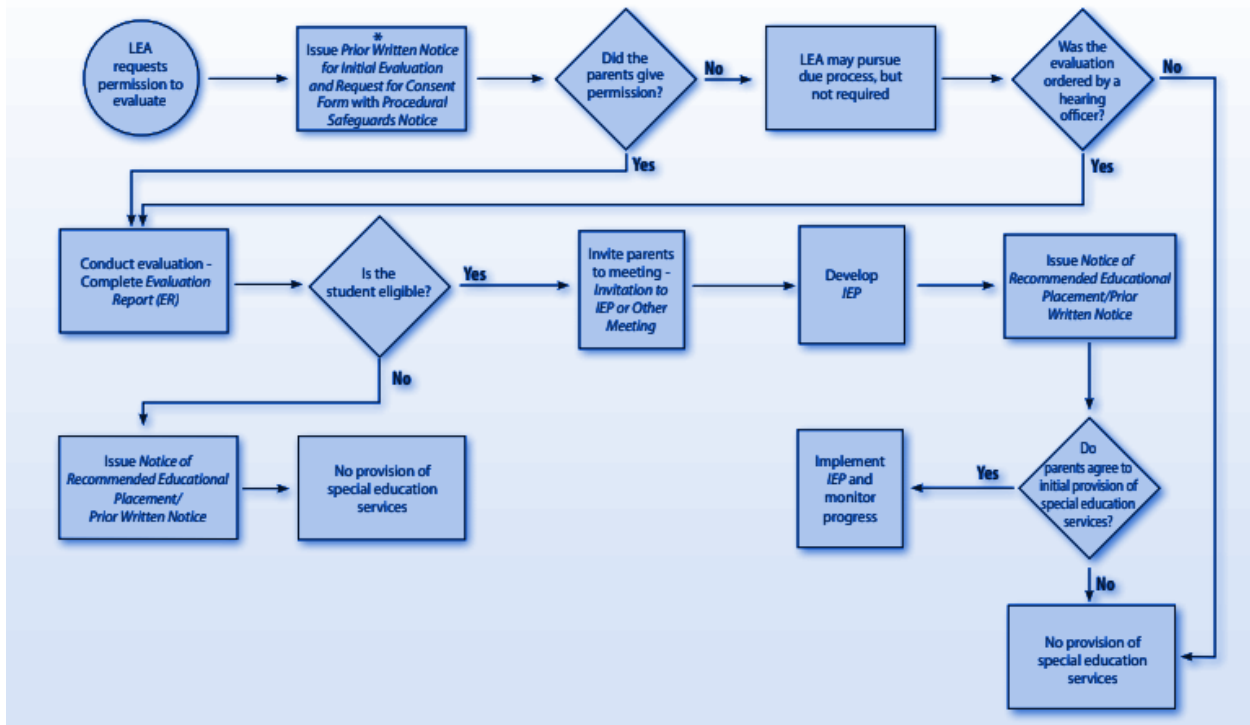 LEA
requests
permission to
evaluate
*
Issue Prior Written Notice
for Initial Evaluation
and Request for Consent
Form with Procedural
Safeguards Notice
Did the
parents give
permission?
No
LEA may pursue
due process, but
not required
Was the
evaluation
ordered by a
hearing
officer?
No
Yes
Yes
Conduct evaluation -
Complete Evaluation
Report (ER)
Is the
student eligible?
Yes
Invite parents
to meeting -
Invitation to
IEP or Other
Meeting
Develop
IEP
Issue Notice of
Recommended Educational
Placement/Prior
Written Notice
No
Issue Notice of
Recommended Educational
Placement/
Prior Written Notice
No provision of
special education
services
Implement
IEP and
monitor
progress
Yes
Do
parents agree to
initial provision of
special education
services?
No
No provision of
special education
services